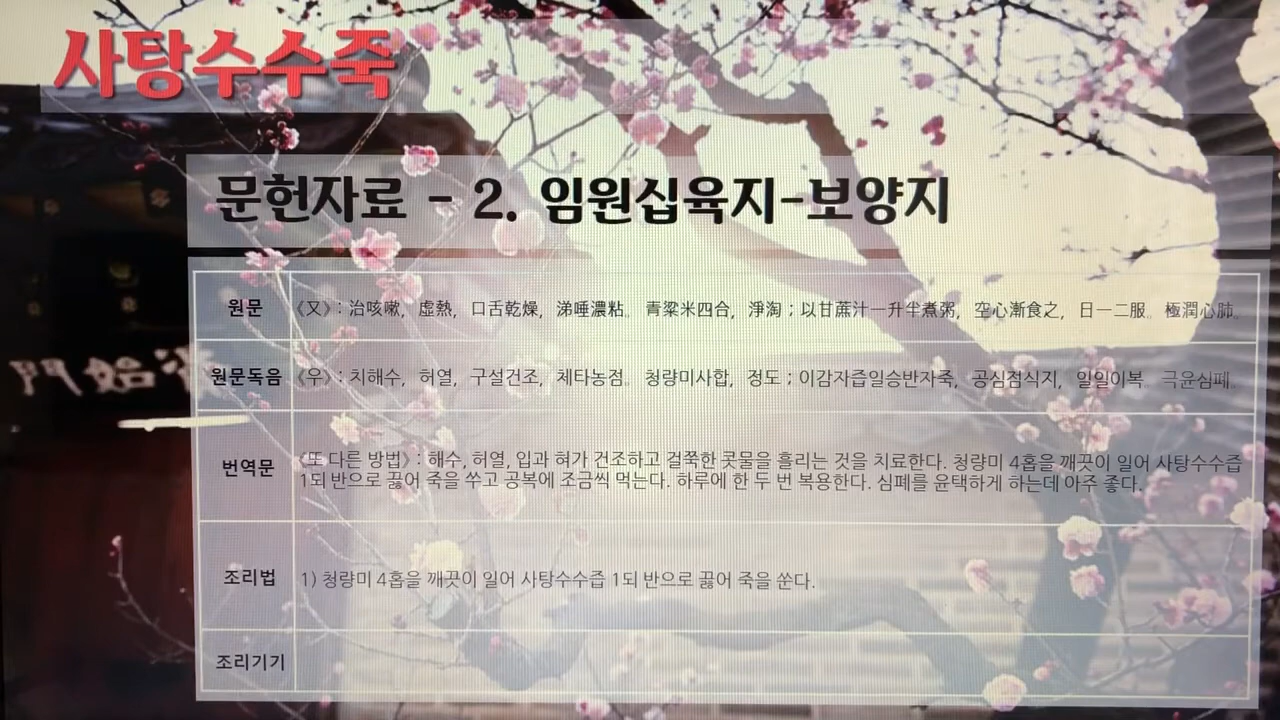 사탕수수죽
문헌자료 - 2. 임원십육지-보양지
원문 《又》: 治咳嗽, 虛熱, 口舌乾燥, 涕唾濃粘。 青粱米四合, 淨淘 ; 以甘蔗汁一升半煮粥, 空心漸食之, 日一二服。 極潤心肺。
원문독음 《우》: 치해수, 허열, 구설건조, 체타농점。 청량미사합, 정도 ; 이감자즙일승반자죽, 공심점식지, 일일이복。 극윤심폐。
번역문 《또 다른 방법》 : 해수, 허열, 입과 혀가 건조하고 걸쭉한 콧물을 흘리는 것을 치료한다. 청량미 4홉을 깨끗이 일어 사탕수수즙
1되 반으로 끓어 죽을 쑤고 공복에 조금씩 먹는다. 하루에 한 두 번 복용한다. 심폐를 윤택하게 하는데 아주 좋다.
조리법 1) 청량미 4홉을 깨끗이 일어 사탕수수즙 1되 반으로 끓어 죽을 쑨다.
조리기기